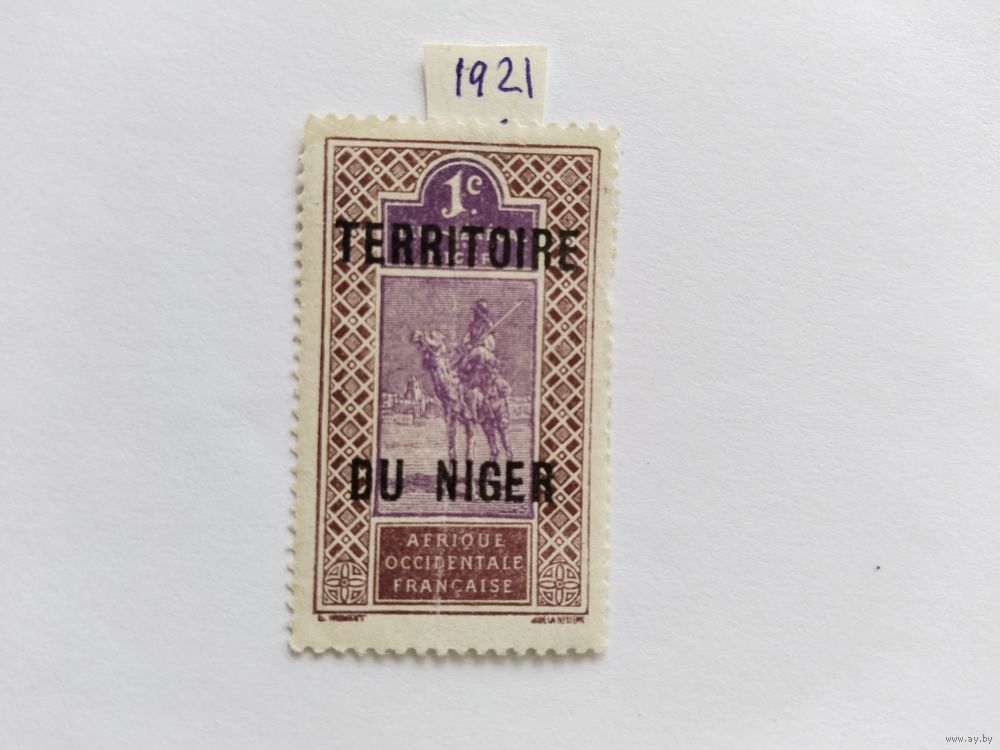 1921
1c.
TERRITOIRE
DU NIGER
AFRIQUE
OCCIDENTALE
FRANÇAISE
www.ay.by